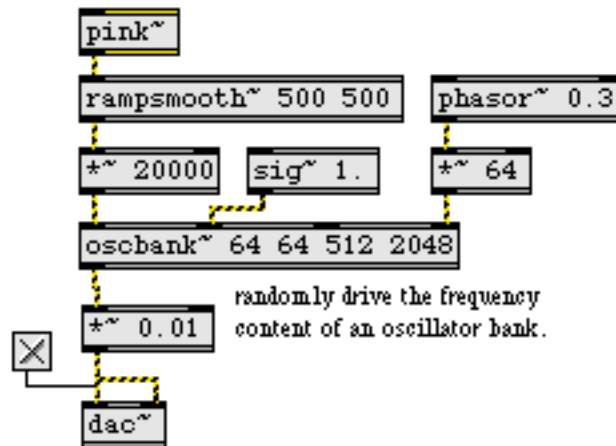 pink~
rampsmooth~ 500 500
phasor~ 0.3
*~ 20000
sig~ 1.
*~ 64
oscbank~ 64 64 512 2048
randomly drive the frequency
content of an oscillator bank.
*~ 0.01
dac~